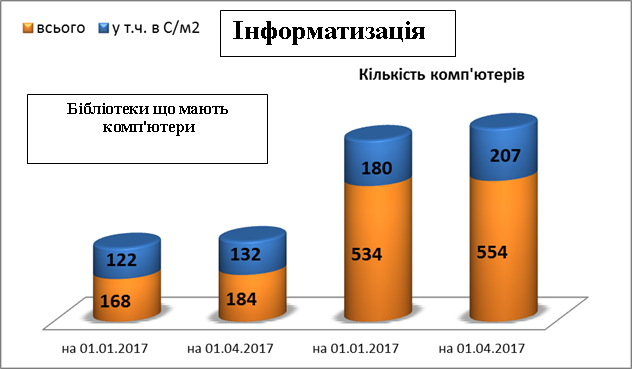 всього у т.ч. в С/м2
Інформатизація
Кількість комп'ютерів
Бібліотеки що мають
комп'ютери
122 132 180 207
168 184 534 554
на 01.01.2017 на 01.04.2017 на 01.01.2017 на 01.04.2017